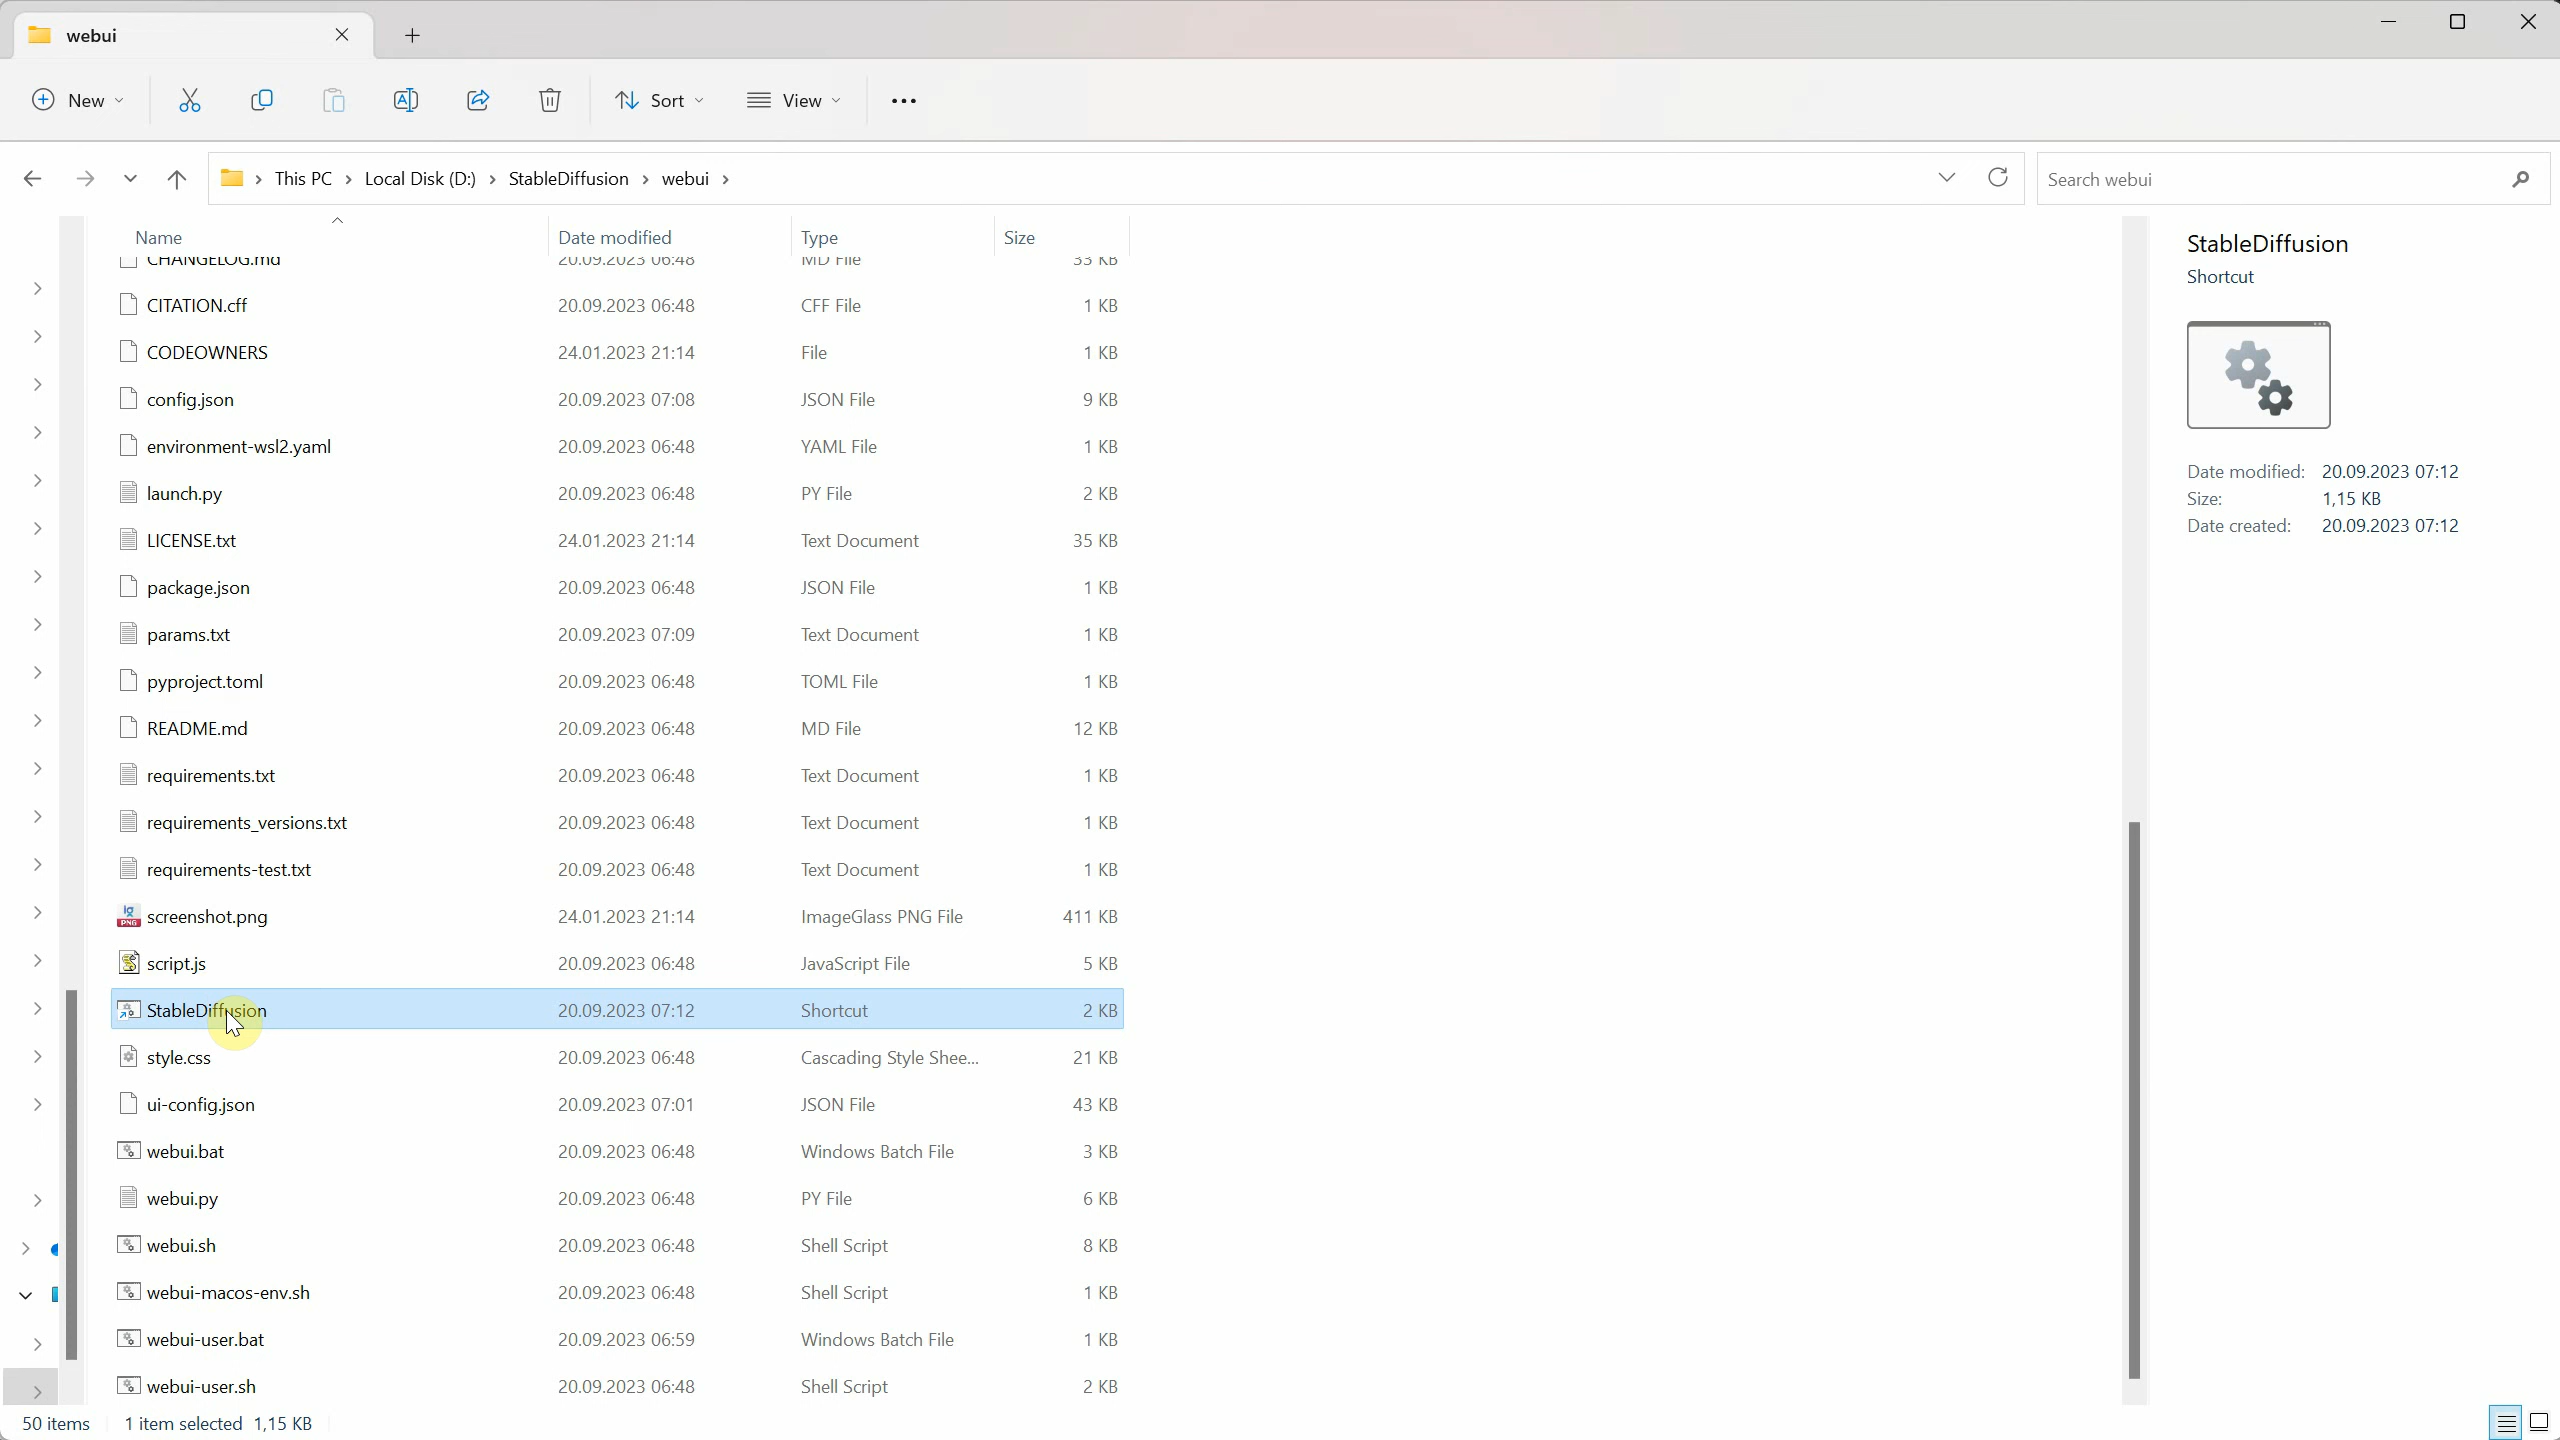 webui
New
Sort
View
This PC > Local Disk (D:) > StableDiffusion > webui >
Search webui
Name Date modified Type Size
CHANGELOG.md 20.09.2023 06:48 MD File 33 KB
CITATION.cff 20.09.2023 06:48 CFF File 1 KB
CODEOWNERS 24.01.2023 21:14 File 1 KB
config.json 20.09.2023 07:08 JSON File 9 KB
environment-wsl2.yaml 20.09.2023 06:48 YAML File 1 KB
launch.py 20.09.2023 06:48 PY File 2 KB
LICENSE.txt 24.01.2023 21:14 Text Document 35 KB
package.json 20.09.2023 06:48 JSON File 1 KB
params.txt 20.09.2023 07:09 Text Document 1 KB
pyproject.toml 20.09.2023 06:48 TOML File 1 KB
README.md 20.09.2023 06:48 MD File 12 KB
requirements.txt 20.09.2023 06:48 Text Document 1 KB
requirements_versions.txt 20.09.2023 06:48 Text Document 1 KB
requirements-test.txt 20.09.2023 06:48 Text Document 1 KB
screenshot.png 24.01.2023 21:14 ImageGlass PNG File 411 KB
script.js 20.09.2023 06:48 JavaScript File 5 KB
StableDiffusion 20.09.2023 07:12 Shortcut 2 KB
style.css 20.09.2023 06:48 Cascading Style Shee... 21 KB
ui-config.json 20.09.2023 07:01 JSON File 43 KB
webui.bat 20.09.2023 06:48 Windows Batch File 3 KB
webui.py 20.09.2023 06:48 PY File 6 KB
webui.sh 20.09.2023 06:48 Shell Script 8 KB
webui-macos-env.sh 20.09.2023 06:48 Shell Script 1 KB
webui-user.bat 20.09.2023 06:59 Windows Batch File 1 KB
webui-user.sh 20.09.2023 06:48 Shell Script 2 KB
StableDiffusion
Shortcut
Date modified: 20.09.2023 07:12
Size: 1,15 KB
Date created: 20.09.2023 07:12
50 items 1 item selected 1,15 KB